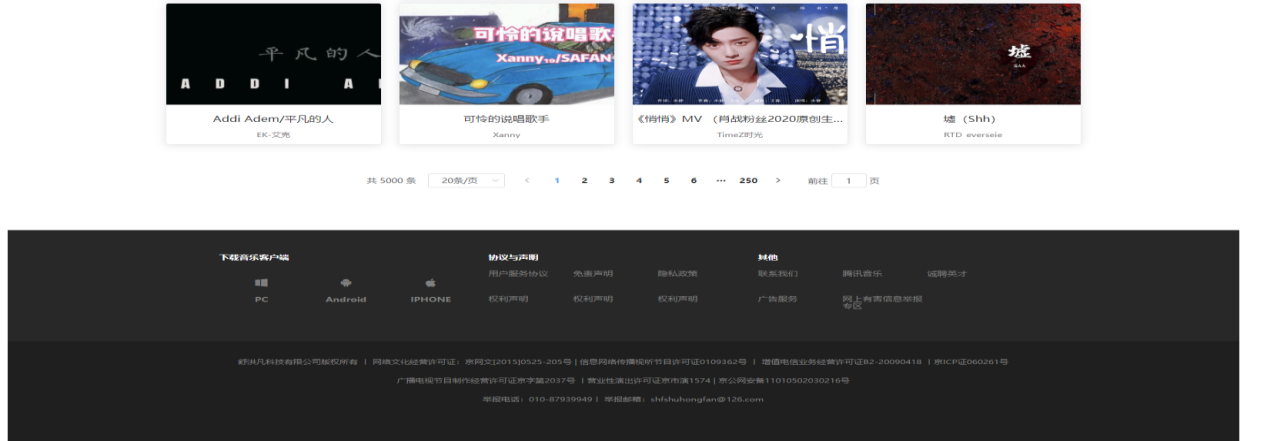 平凡的人
ADDI A
可怜的说唱歌
Xanny₁₀/SAFAN
悄
墟
Addi Adem/平凡的人
EK-艾兜
可怜的说唱歌手
Xanny
《悄悄》MV （肖战粉丝2020原创生...
TimeZ时光
墟（Shh）
RTD everseie
共 5000 条 20条/页 < 1 2 3 4 5 6 ··· 250 > 前往 1 页
下载音乐客户端 协议与声明 其他
用户服务协议 免责声明 隐私政策 联系我们 腾讯音乐 诚聘英才
PC Android IPHONE 权利声明 权利声明 权利声明 广告服务 网上有害信息举报
专区
舒洪凡科技有限公司版权所有 | 网络文化经营许可证：京网文[2015]0525-205号 | 信息网络传播视听节目许可证0109362号 | 增值电信业务经营许可证B2-20090418 | 京ICP证060261号
广播电视节目制作经营许可证京字第2037号 | 营业性演出许可证京市演1574 | 京公网安备11010502030216号
举报电话：010-87939949 | 举报邮箱：shfshuhongfan@126.com